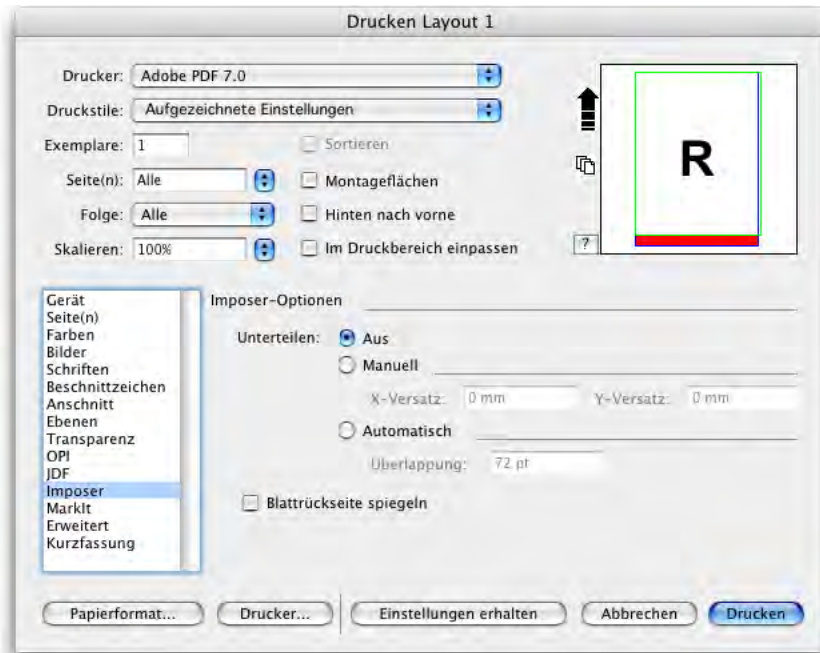 Drucken Layout 1
Drucker: Adobe PDF 7.0
Druckstile: Aufgezeichnete Einstellungen
Exemplare: 1 Sortieren
Seite(n): Alle Montageflächen
Folge: Alle Hinten nach vorne
Skalieren: 100% Im Druckbereich einpassen
R
?
Gerät
Seite(n)
Farben
Bilder
Schriften
Beschnittzeichen
Anschnitt
Ebenen
Transparenz
OPI
JDF
Imposer
MarkIt
Erweitert
Kurzfassung
Imposer-Optionen
Unterteilen: Aus
Manuell
X-Versatz: 0 mm Y-Versatz: 0 mm
Automatisch
Überlappung: 72 pt
Blattrückseite spiegeln
Papierformat... Drucker... Einstellungen erhalten Abbrechen Drucken